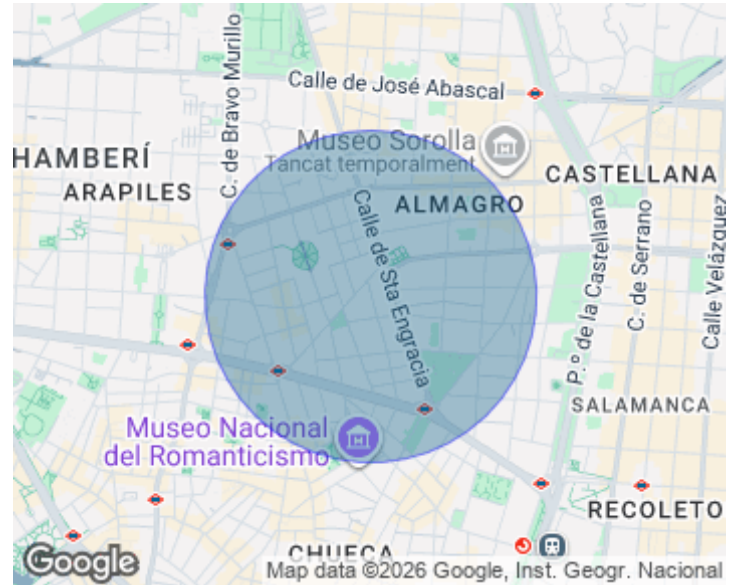 Calle de José Abascal
C. de Bravo Murillo
Museo Sorolla
Tancat temporalment
HAMBERÍ
ARAPILES
CASTELLANA
ALMAGRO
Calle de Sta Engracia
P.º de la Castellana
C. de Serrano
Calle Velázquez
SALAMANCA
Museo Nacional
del Romanticismo
RECOLETO
CHUECA
Google
Map data ©2026 Google, Inst. Geogr. Nacional